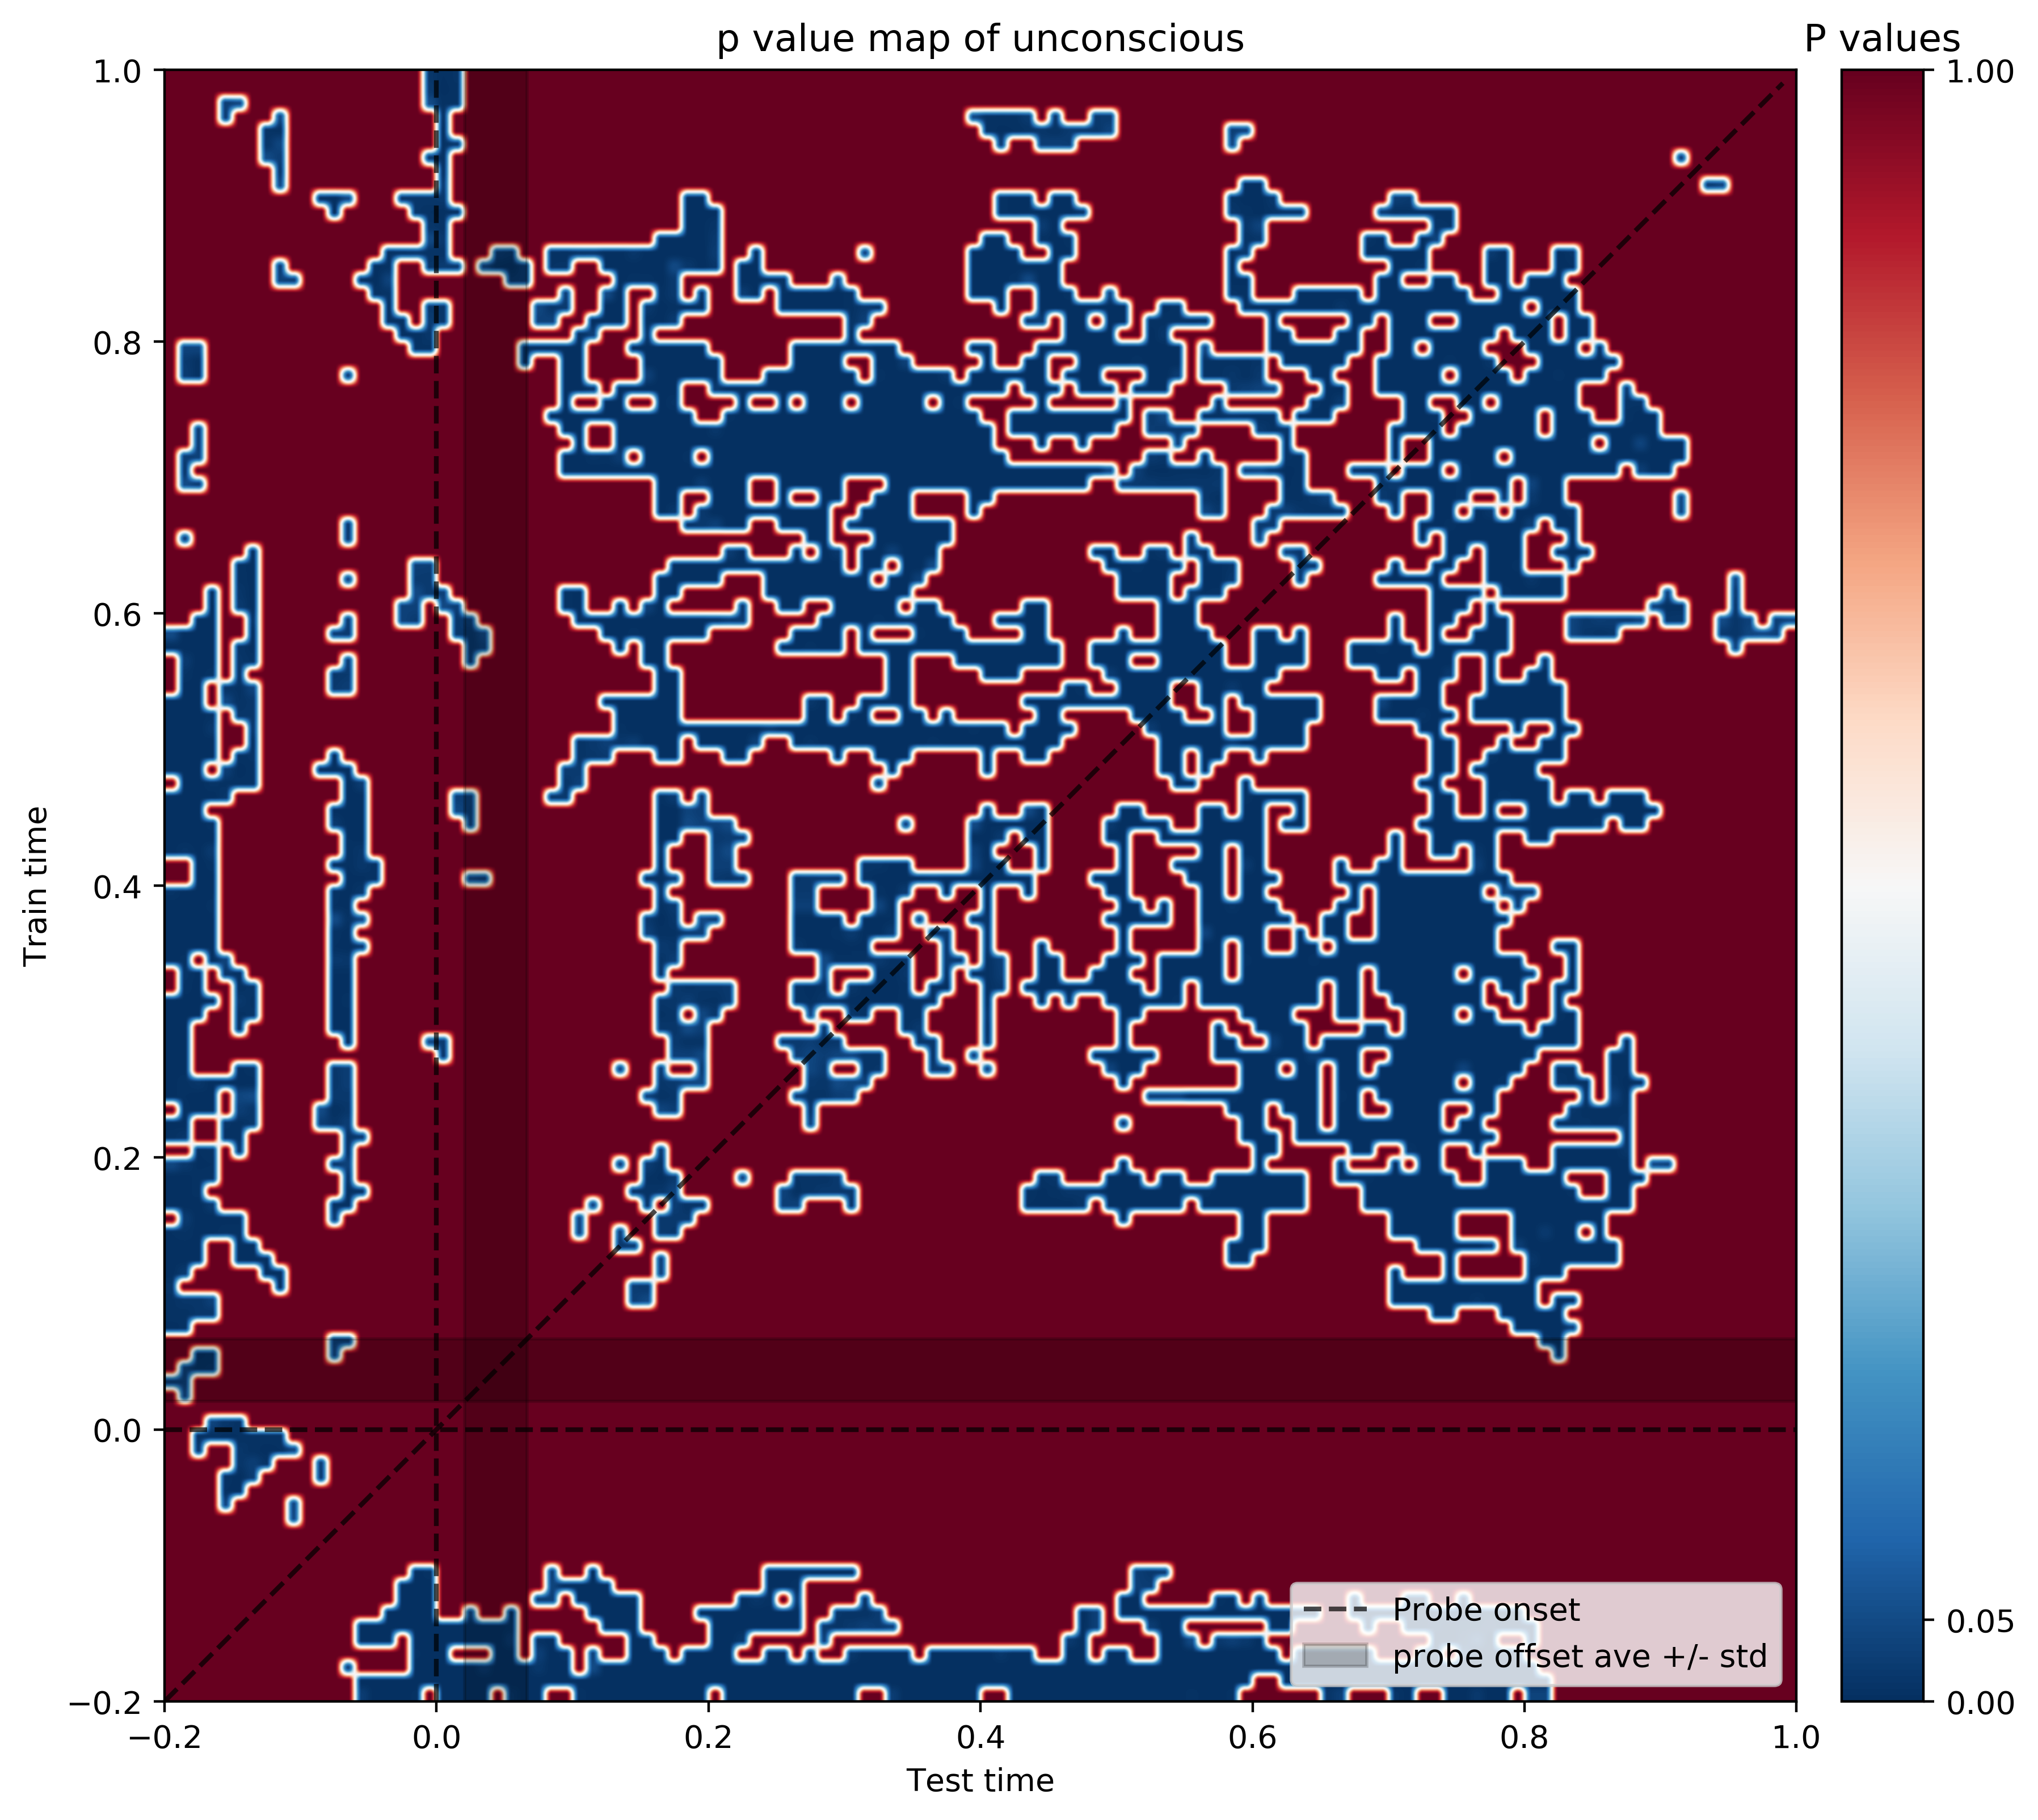 p value map of unconscious
P values
1.0
0.8
0.6
0.4
0.2
0.0
−0.2
Train time
−0.2
0.0
0.2
0.4
0.6
0.8
1.0
Test time
Probe onset
probe offset ave +/- std
1.00
0.05
0.00